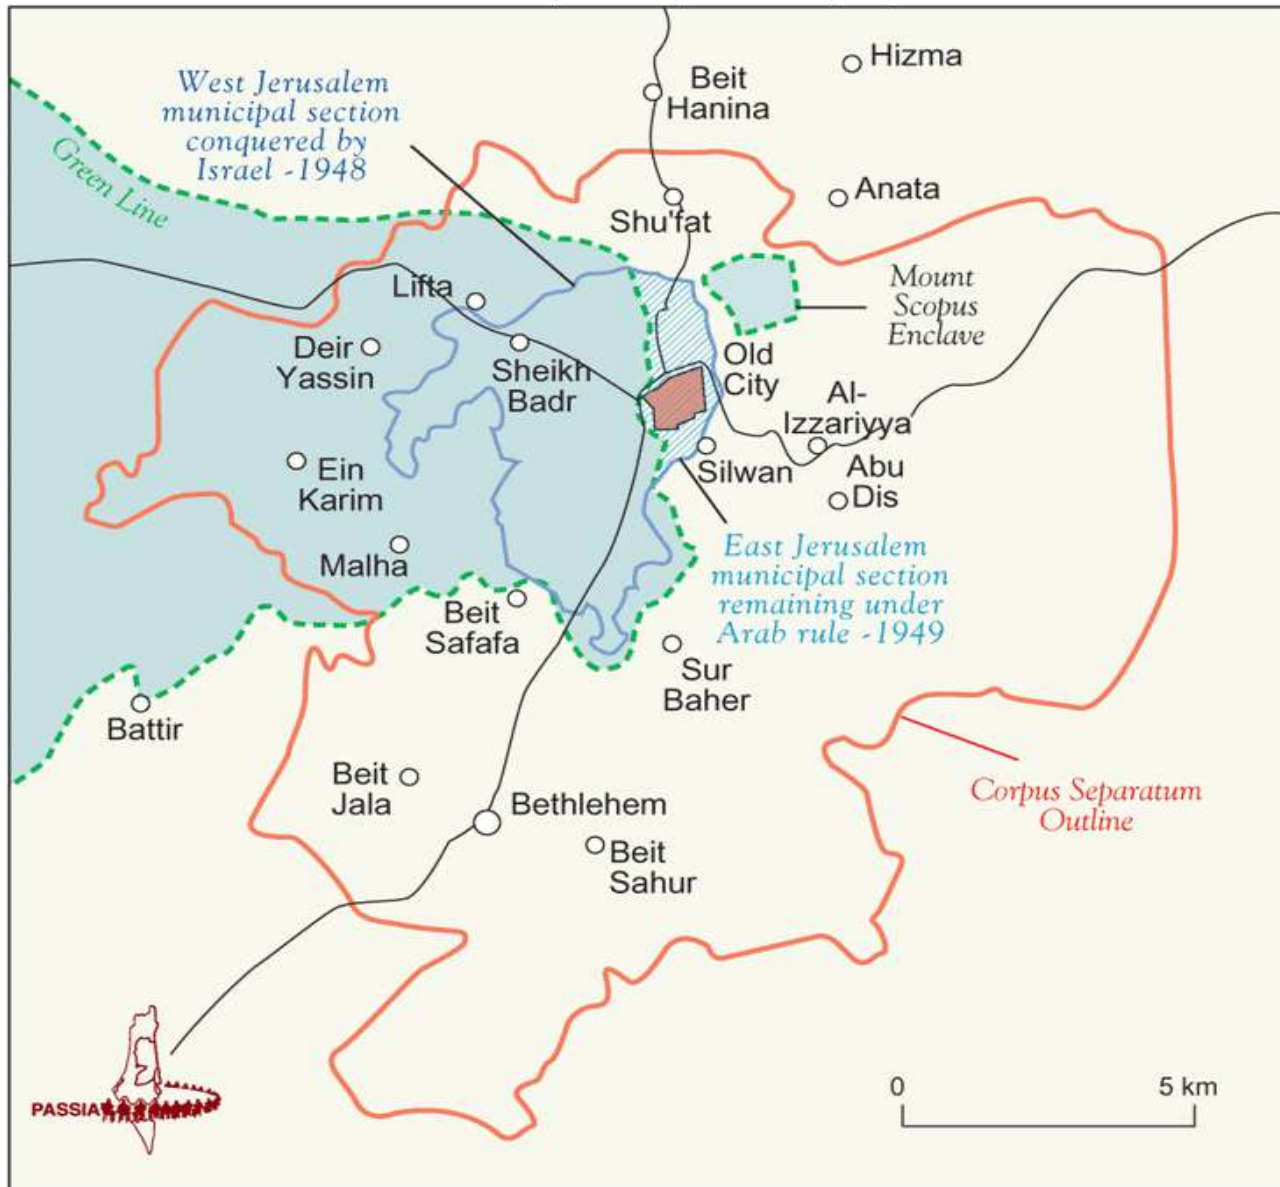 Hizma
Beit
Hanina
West Jerusalem
municipal section
conquered by
Israel -1948
Green Line
Anata
Shu'fat
Mount
Scopus
Enclave
Lifta
Deir
Yassin
Sheikh
Badr
Old
City
Al-
Izzariyya
Silwan
Abu
Dis
Ein
Karim
Malha
East Jerusalem
municipal section
remaining under
Arab rule -1949
Beit
Safafa
Sur
Baher
Battir
Beit
Jala
Bethlehem
Corpus Separatum
Outline
Beit
Sahur
0 5 km
PASSIA